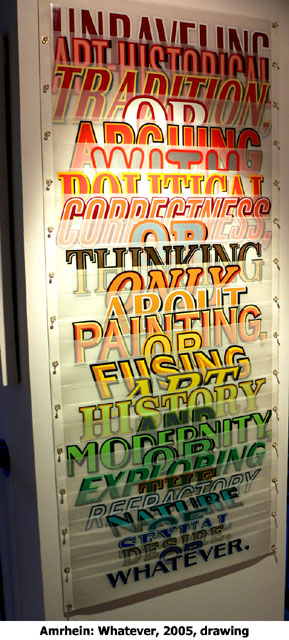 UNRAVELING
ART HISTORICAL
TRADITION,
OR
ARGUING
WITH
POLITICAL
CORRECTNESS,
OR
THINKING
ONLY
ABOUT
PAINTING,
OR
FUSING
ART
HISTORY
AND
MODERNITY
OR
EXPLORING
THE
REFRACTORY
NATURE
OF
SEXUAL
DESIRE,
OR
WHATEVER.
Amrhein: Whatever, 2005, drawing